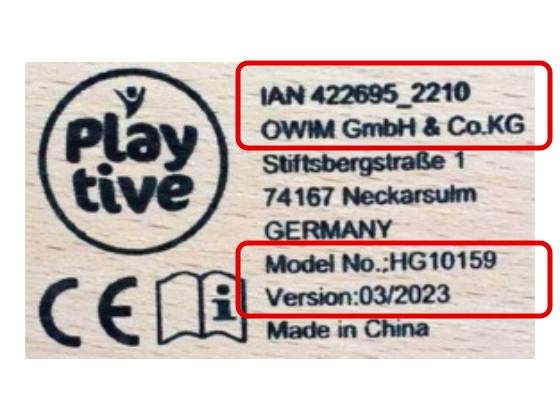 Play
tive
IAN 422695_2210
OWIM GmbH & Co.KG
Stiftsbergstraße 1
74167 Neckarsulm
GERMANY
Model No.:HG10159
Version:03/2023
Made in China
CE
i